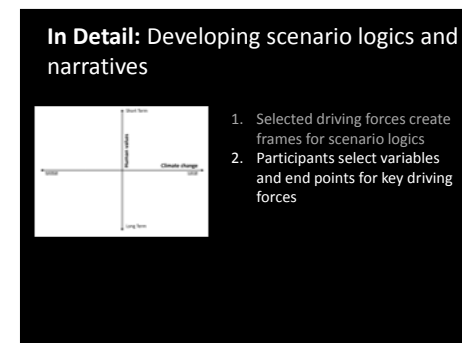 In Detail: Developing scenario logics and
narratives
Short Term
Human values
Climate change
Long Term
1. Selected driving forces create
frames for scenario logics
2. Participants select variables
and end points for key driving
forces